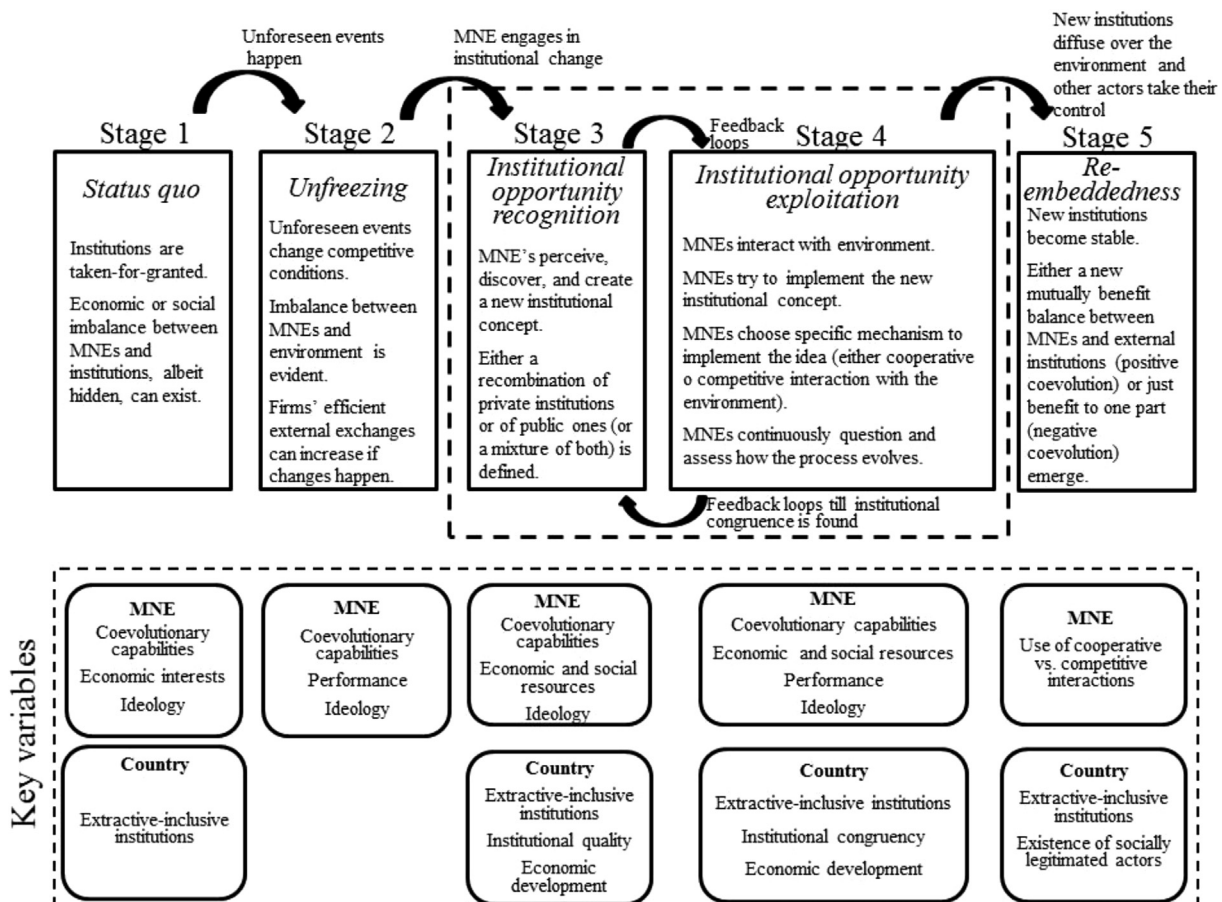 Unforeseen events
happen
MNE engages in
institutional change
New institutions
diffuse over the
environment and
other actors take their
control
Stage 1
Stage 2
Stage 3
Feedback
loops
Stage 4
Stage 5
Status quo
Institutions are
taken-for-granted.
Economic or social
imbalance between
MNEs and
institutions, albeit
hidden, can exist.
Unfreezing
Unforeseen events
change competitive
conditions.
Imbalance between
MNEs and
environment is
evident.
Firms' efficient
external exchanges
can increase if
changes happen.
Institutional
opportunity
recognition
MNE's perceive,
discover, and create
a new institutional
concept.
Either a
recombination of
private institutions
or of public ones (or
a mixture of both) is
defined.
Institutional opportunity
exploitation
MNEs interact with environment.
MNEs try to implement the new
institutional concept.
MNEs choose specific mechanism to
implement the idea (either cooperative
o competitive interaction with the
environment).
MNEs continuously question and
assess how the process evolves.
Re-
embeddedness
New institutions
become stable.
Either a new
mutually benefit
balance between
MNEs and external
institutions (positive
coevolution) or just
benefit to one part
(negative
coevolution)
emerge.
Feedback loops till institutional
congruence is found
Key variables
MNE
Coevolutionary
capabilities
Economic interests
Ideology
MNE
Coevolutionary
capabilities
Performance
Ideology
MNE
Coevolutionary
capabilities
Economic and social
resources
Ideology
MNE
Coevolutionary capabilities
Economic and social resources
Performance
Ideology
MNE
Use of cooperative
vs. competitive
interactions
Country
Extractive-inclusive
institutions
Country
Extractive-inclusive
institutions
Institutional quality
Economic
development
Country
Extractive-inclusive institutions
Institutional congruency
Economic development
Country
Extractive-inclusive
institutions
Existence of socially
legitimated actors